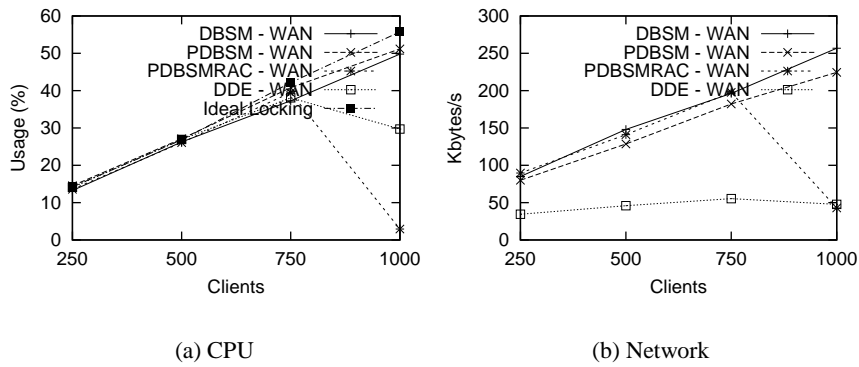 60
50
40
30
20
10
0
250
500
750
1000
Usage (%)
Clients
DBSM - WAN
PDBSM - WAN
PDBSMRAC - WAN
DDE - WAN
Ideal Locking
(a) CPU
300
250
200
150
100
50
0
250
500
750
1000
Kbytes/s
Clients
DBSM - WAN
PDBSM - WAN
PDBSMRAC - WAN
DDE - WAN
(b) Network